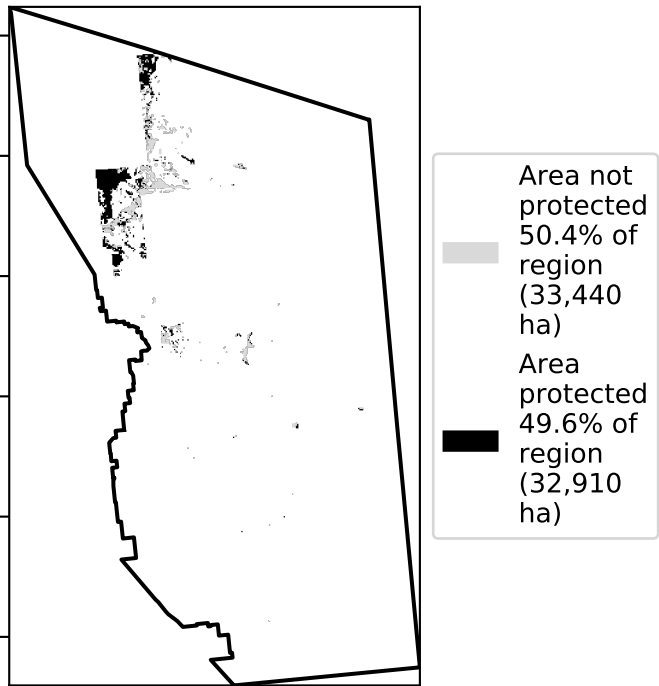 Area not
protected
50.4% of
region
(33,440
ha)
Area
protected
49.6% of
region
(32,910
ha)